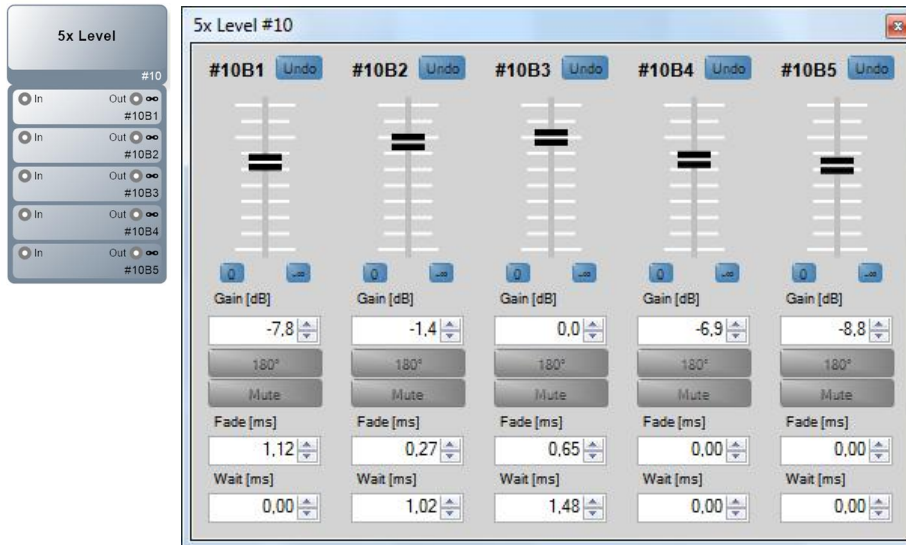 5x Level
#10
In Out
#10B1
In Out
#10B2
In Out
#10B3
In Out
#10B4
In Out
#10B5
5x Level #10
#10B1 Undo #10B2 Undo #10B3 Undo #10B4 Undo #10B5 Undo
0 -∞ 0 -∞ 0 -∞ 0 -∞ 0 -∞
Gain [dB] Gain [dB] Gain [dB] Gain [dB] Gain [dB]
-7,8 -1,4 0,0 -6,9 -8,8
180° 180° 180° 180° 180°
Mute Mute Mute Mute Mute
Fade [ms] Fade [ms] Fade [ms] Fade [ms] Fade [ms]
1,12 0,27 0,65 0,00 0,00
Wait [ms] Wait [ms] Wait [ms] Wait [ms] Wait [ms]
0,00 1,02 1,48 0,00 0,00